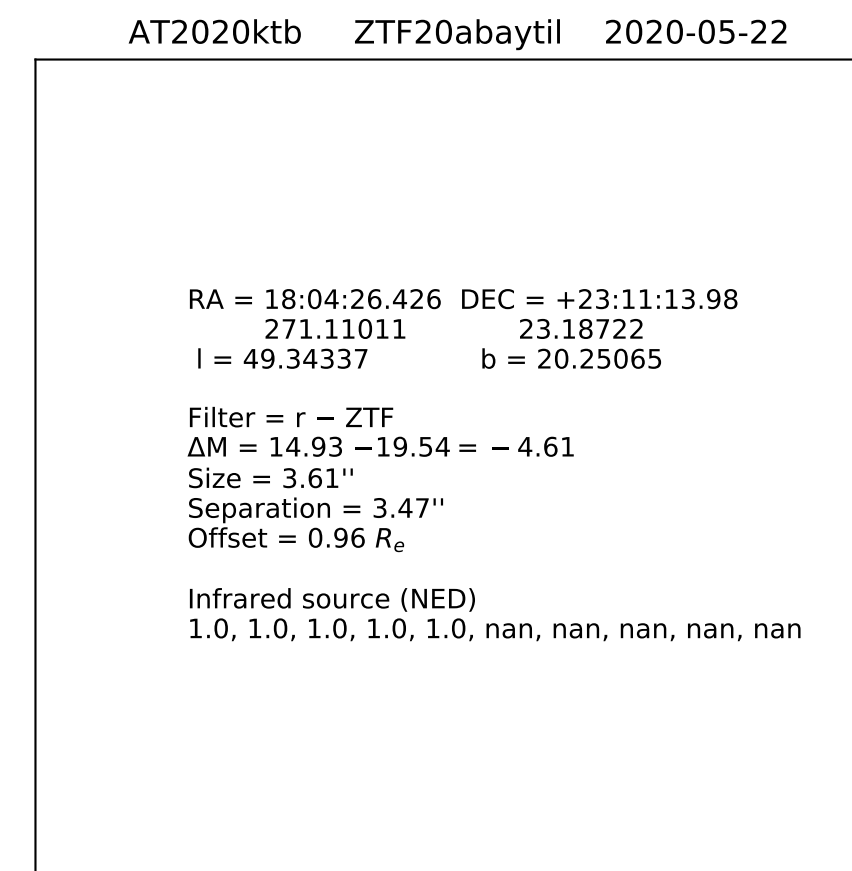 AT2020ktb ZTF20abaytil 2020-05-22
RA = 18:04:26.426 DEC = +23:11:13.98
271.11011 23.18722
l = 49.34337 b = 20.25065
Filter = r − ZTF
ΔM = 14.93 −19.54 = − 4.61
Size = 3.61''
Separation = 3.47''
Offset = 0.96 Rₑ
Infrared source (NED)
1.0, 1.0, 1.0, 1.0, 1.0, nan, nan, nan, nan, nan